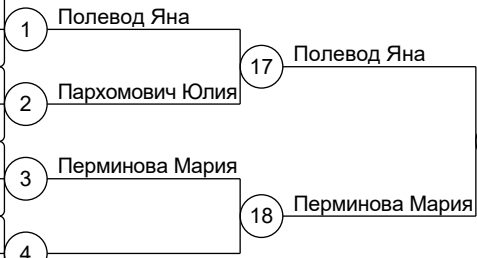 1 Полевод Яна
17 Полевод Яна
2 Пархомович Юлия
3 Перминова Мария
18 Перминова Мария
4